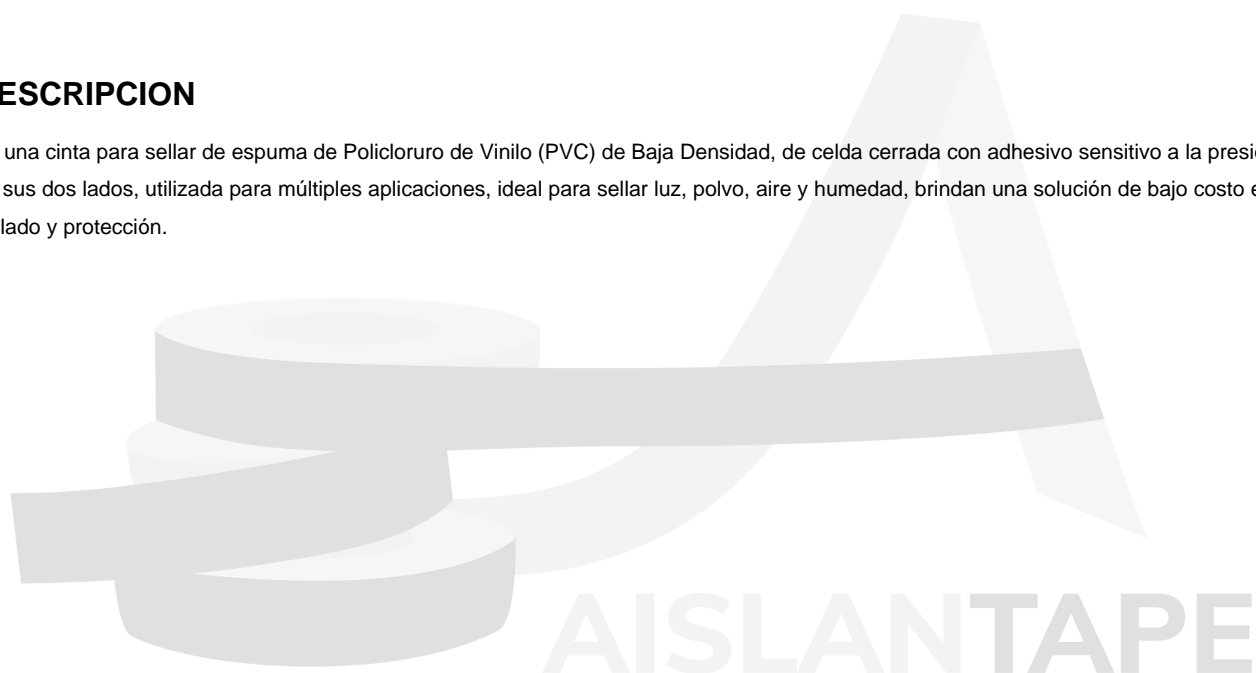 ESCRIPCION
una cinta para sellar de espuma de Policloruro de Vinilo (PVC) de Baja Densidad, de celda cerrada con adhesivo sensitivo a la presi
sus dos lados, utilizada para múltiples aplicaciones, ideal para sellar luz, polvo, aire y humedad, brindan una solución de bajo costo e
lado y protección.
AISLANTAPE